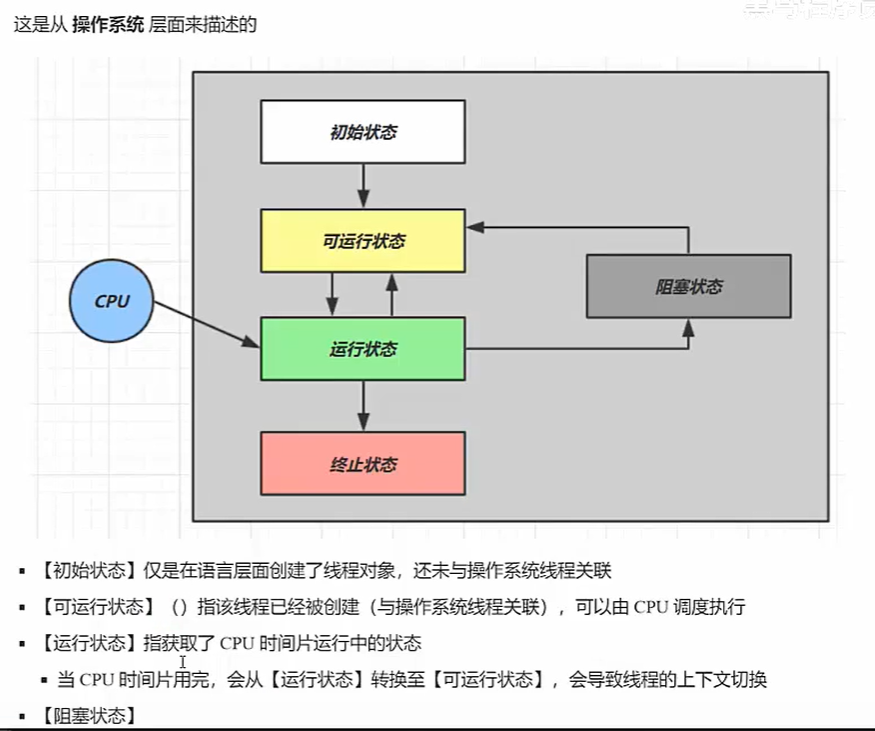 这是从 操作系统 层面来描述的
初始状态
可运行状态
阻塞状态
CPU
运行状态
终止状态
【初始状态】仅是在语言层面创建了线程对象，还未与操作系统线程关联
【可运行状态】（）指该线程已经被创建（与操作系统线程关联），可以由 CPU 调度执行
【运行状态】指获取了 CPU 时间片运行中的状态
当 CPU 时间片用完，会从【运行状态】转换至【可运行状态】，会导致线程的上下文切换
【阻塞状态】